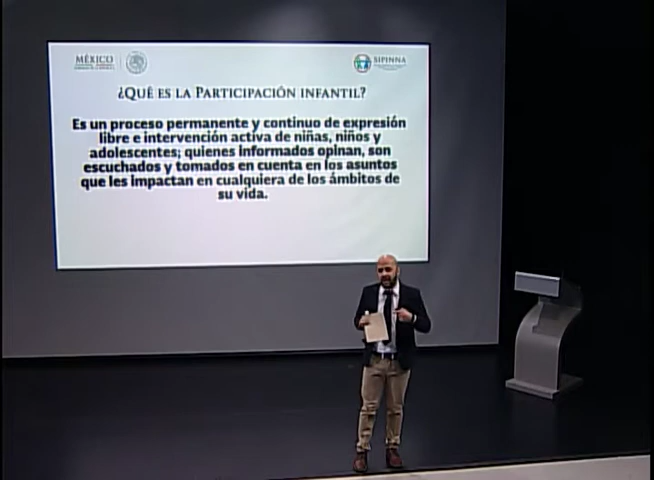 MÉXICO
SIPINNA
¿QUÉ ES LA PARTICIPACIÓN INFANTIL?
Es un proceso permanente y continuo de expresión
libre e intervención activa de niñas, niños y
adolescentes; quienes informados opinan, son
escuchados y tomados en cuenta en los asuntos
que les impactan en cualquiera de los ámbitos de
su vida.